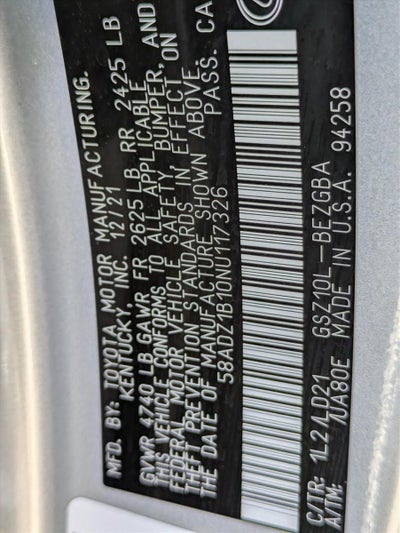 MFD. BY: TOYOTA MOTOR MANUFACTURING.
KENTUCKY, INC. 12/21
GVWR 4740 LB GAWR FR 2625 LB RR 2425 LB
THIS VEHICLE CONFORMS TO ALL APPLICABLE
FEDERAL MOTOR VEHICLE SAFETY, BUMPER, AND
THEFT PREVENTION STANDARDS IN EFFECT ON
THE DATE OF MANUFACTURE SHOWN ABOVE.
58ADZ1B10NU117326 PASS. CA
C/TR: 1L2 /LD21 GSZ10L-BEZGBA
A/TM: /UA80E MADE IN U.S.A. 94258